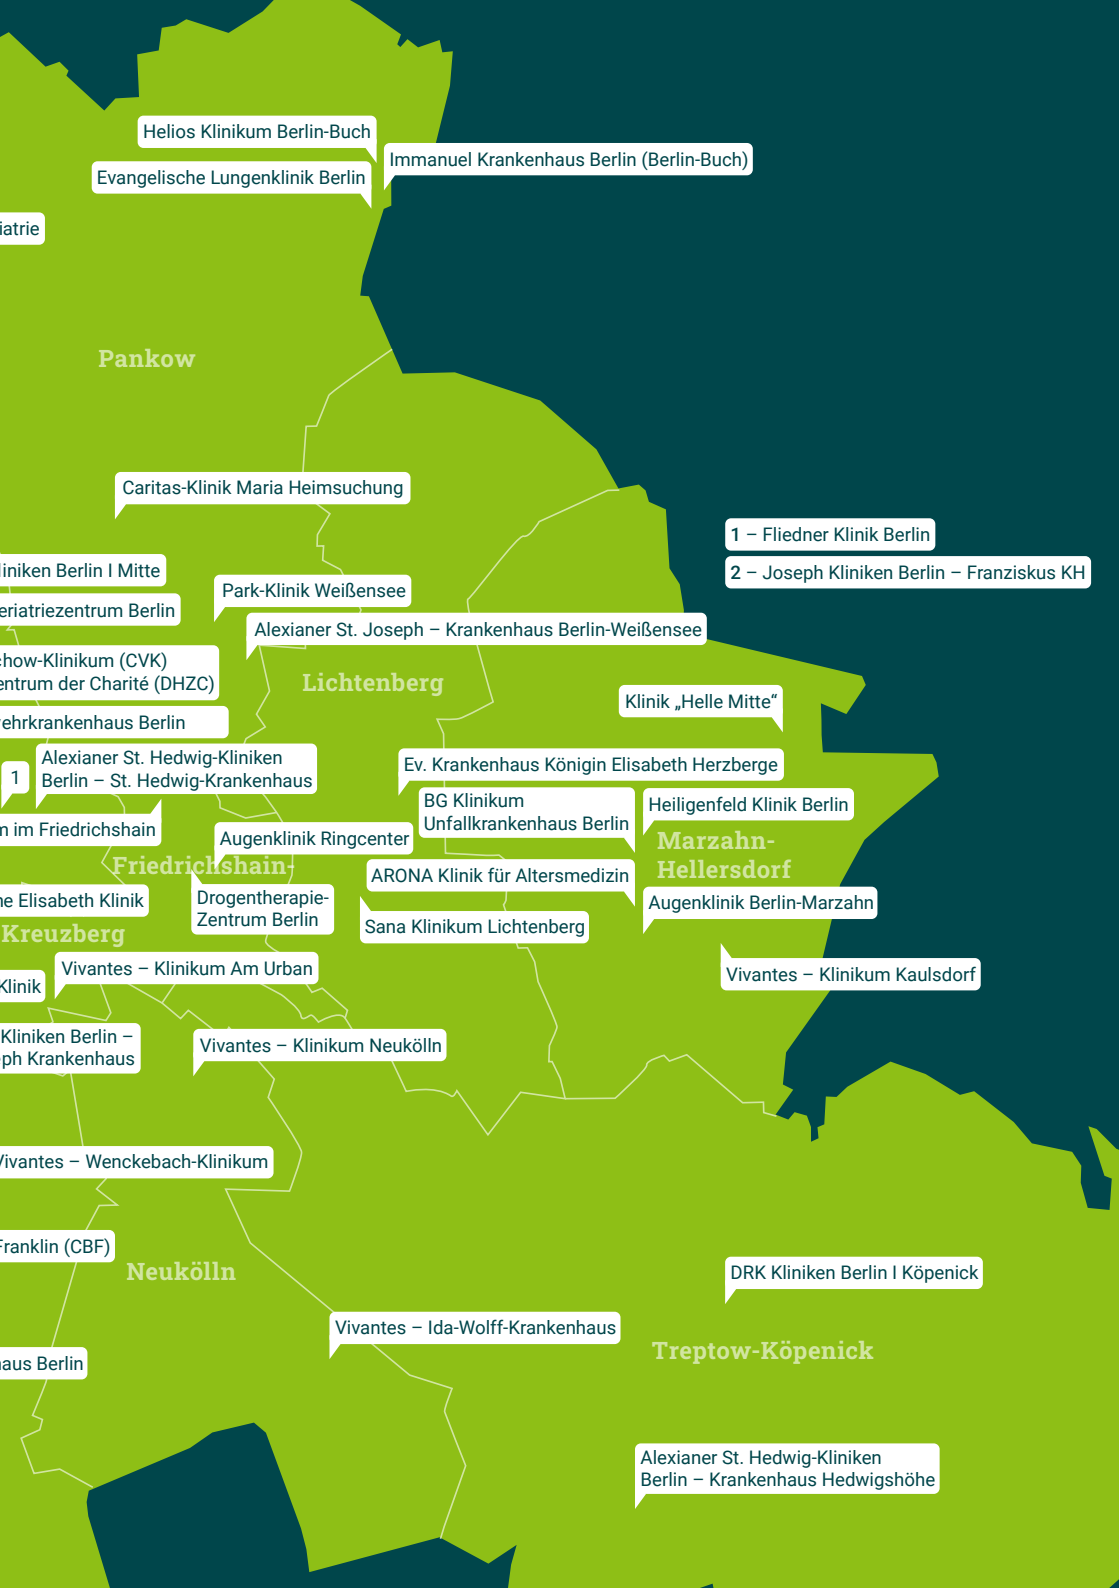 Helios Klinikum Berlin-Buch
Immanuel Krankenhaus Berlin (Berlin-Buch)
Evangelische Lungenklinik Berlin
iatrie
Pankow
Caritas-Klinik Maria Heimsuchung
1 – Fliedner Klinik Berlin
2 – Joseph Kliniken Berlin – Franziskus KH
liniken Berlin I Mitte
Park-Klinik Weißensee
eriatriezentrum Berlin
Alexianer St. Joseph – Krankenhaus Berlin-Weißensee
chow-Klinikum (CVK)
entrum der Charité (DHZC)
Lichtenberg
Klinik „Helle Mitte“
ehrkrankenhaus Berlin
1
Alexianer St. Hedwig-Kliniken
Berlin – St. Hedwig-Krankenhaus
Ev. Krankenhaus Königin Elisabeth Herzberge
BG Klinikum
Unfallkrankenhaus Berlin
Heiligenfeld Klinik Berlin
m im Friedrichshain
Augenklinik Ringcenter
Marzahn-
Hellersdorf
Friedrichshain-
Kreuzberg
ARONA Klinik für Altersmedizin
ne Elisabeth Klinik
Drogentherapie-
Zentrum Berlin
Augenklinik Berlin-Marzahn
Sana Klinikum Lichtenberg
Vivantes – Klinikum Am Urban
Vivantes – Klinikum Kaulsdorf
Klinik
Kliniken Berlin –
ph Krankenhaus
Vivantes – Klinikum Neukölln
Vivantes – Wenckebach-Klinikum
Franklin (CBF)
Neukölln
DRK Kliniken Berlin I Köpenick
Vivantes – Ida-Wolff-Krankenhaus
Treptow-Köpenick
aus Berlin
Alexianer St. Hedwig-Kliniken
Berlin – Krankenhaus Hedwigshöhe